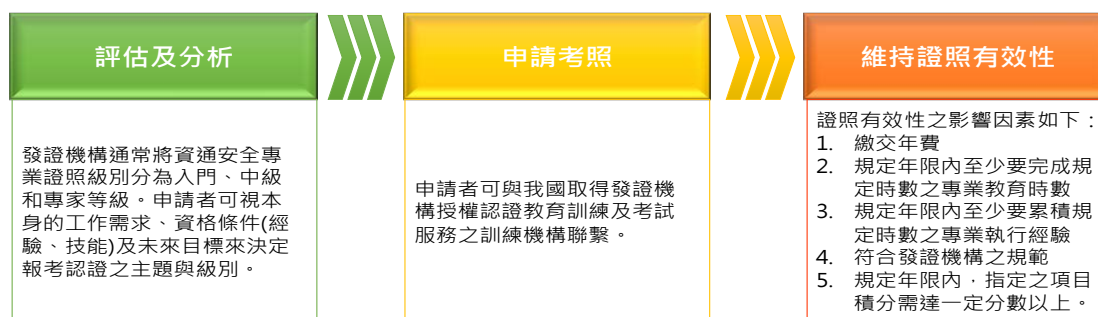 評估及分析
發證機構通常將資通安全專
業證照級別分為入門、中級
和專家等級。申請者可視本
身的工作需求、資格條件(經
驗、技能)及未來目標來決定
報考認證之主題與級別。
申請考照
申請者可與我國取得發證機
構授權認證教育訓練及考試
服務之訓練機構聯繫。
維持證照有效性
證照有效性之影響因素如下：
1. 繳交年費
2. 規定年限內至少要完成規
定時數之專業教育時數
3. 規定年限內至少要累積規
定時數之專業執行經驗
4. 符合發證機構之規範
5. 規定年限內，指定之項目
積分需達一定分數以上。